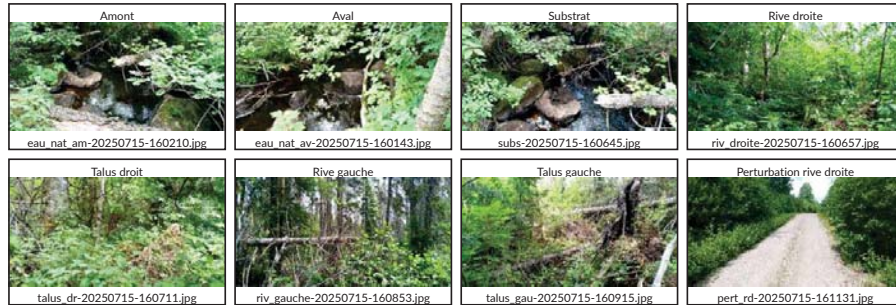 Amont
eau_nat_am-20250715-160210.jpg
Aval
eau_nat_av-20250715-160143.jpg
Substrat
subs-20250715-160645.jpg
Rive droite
riv_droite-20250715-160657.jpg
Talus droit
talus_dr-20250715-160711.jpg
Rive gauche
riv_gauche-20250715-160853.jpg
Talus gauche
talus_gau-20250715-160915.jpg
Perturbation rive droite
pert_rd-20250715-161131.jpg